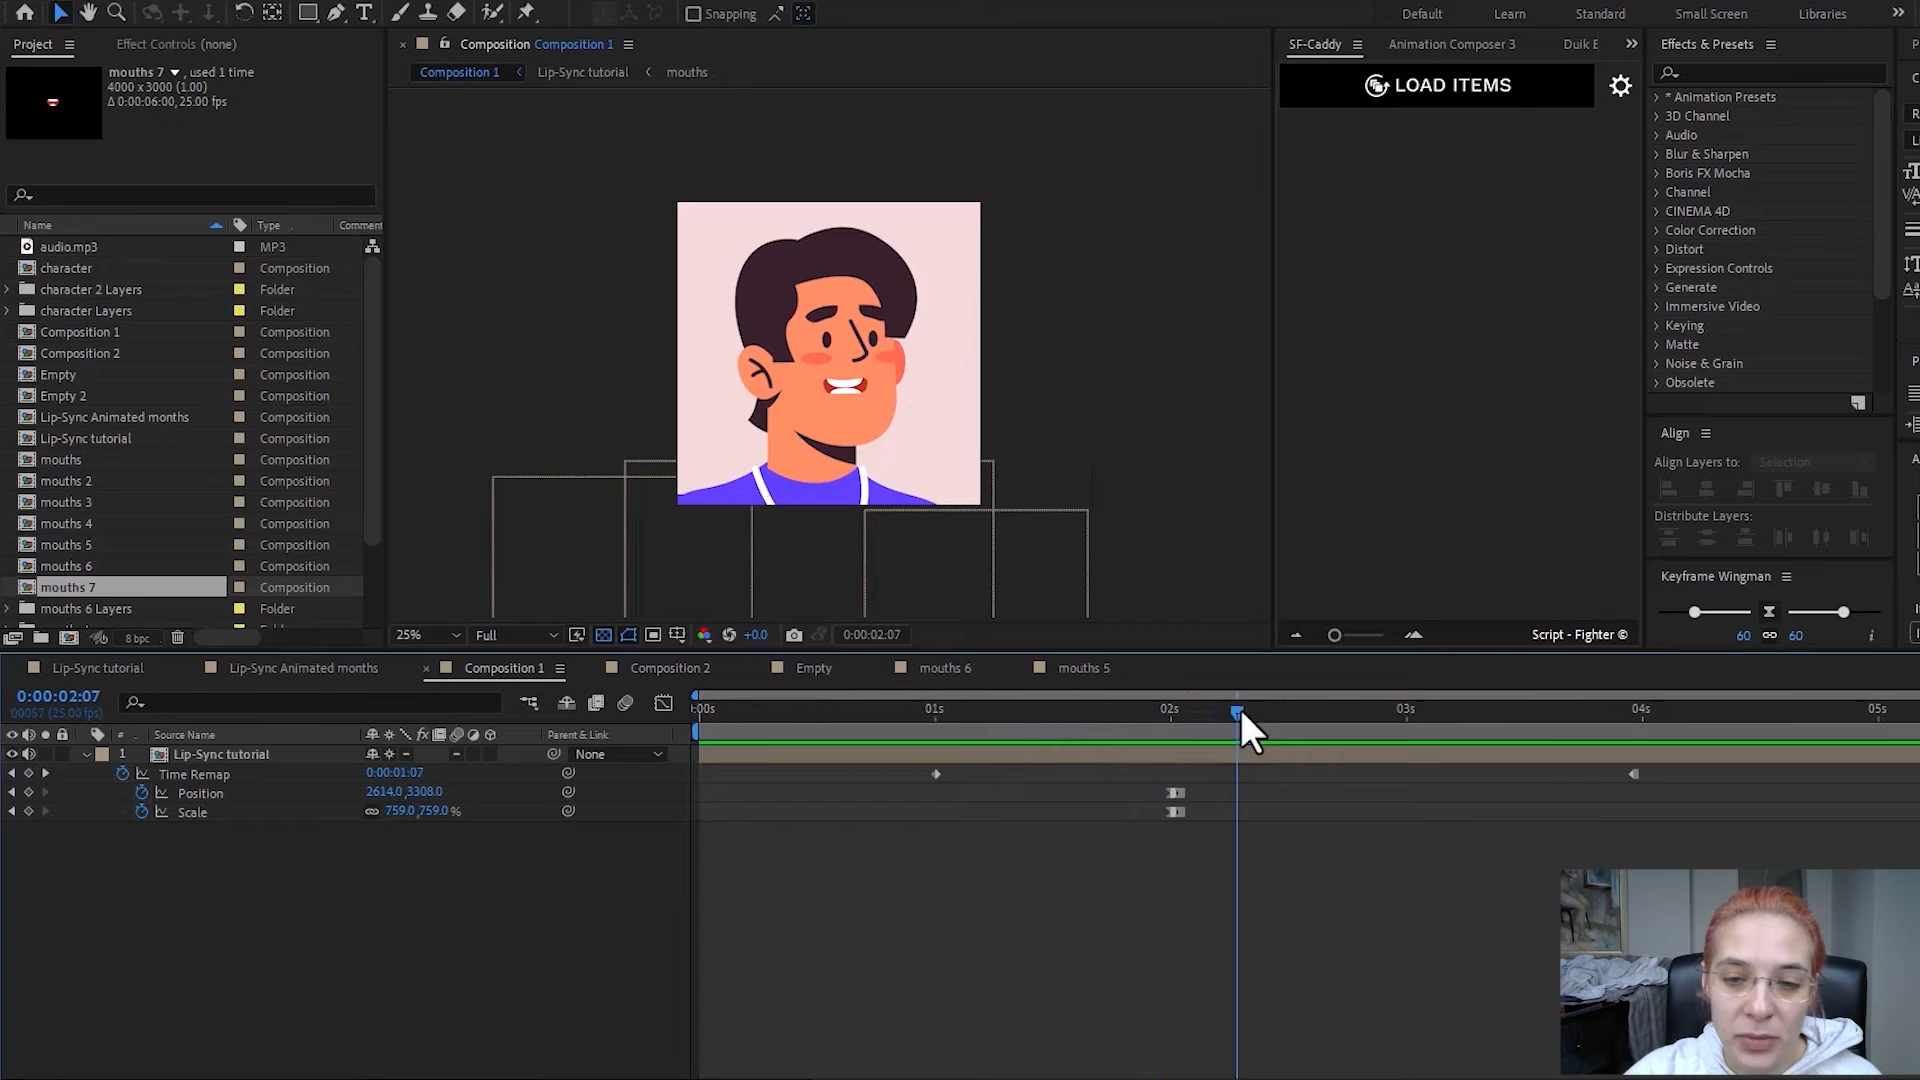 Snapping
Default
Learn
Standard
Small Screen
Libraries
Project
Effect Controls (none)
mouths 7 , used 1 time
4000 x 3000 (1.00)
Δ 0:00:06:00, 25.00 fps
Name
Type
Comment
audio.mp3
MP3
character
Composition
character 2 Layers
Folder
character Layers
Folder
Composition 1
Composition
Composition 2
Composition
Empty
Composition
Empty 2
Composition
Lip-Sync Animated months
Composition
Lip-Sync tutorial
Composition
mouths
Composition
mouths 2
Composition
mouths 3
Composition
mouths 4
Composition
mouths 5
Composition
mouths 6
Composition
mouths 7
Composition
mouths 6 Layers
Folder
8 bpc
Composition Composition 1
Composition 1
Lip-Sync tutorial
mouths
25%
Full
+0.0
0:00:02:07
SF-Caddy
Animation Composer 3
Duik
LOAD ITEMS
Script - Fighter ©
Effects & Presets
* Animation Presets
3D Channel
Audio
Blur & Sharpen
Boris FX Mocha
Channel
CINEMA 4D
Color Correction
Distort
Expression Controls
Generate
Immersive Video
Keying
Matte
Noise & Grain
Obsolete
Align
Align Layers to:
Selection
Distribute Layers:
Keyframe Wingman
60
60
Lip-Sync tutorial
Lip-Sync Animated months
Composition 1
Composition 2
Empty
mouths 6
mouths 5
0:00:02:07
00057 (25.00 fps)
:00s
01s
02s
03s
04s
05s
#
Source Name
Parent & Link
1
Lip-Sync tutorial
None
Time Remap
0:00:01:07
Position
2614.0,3308.0
Scale
759.0,759.0%